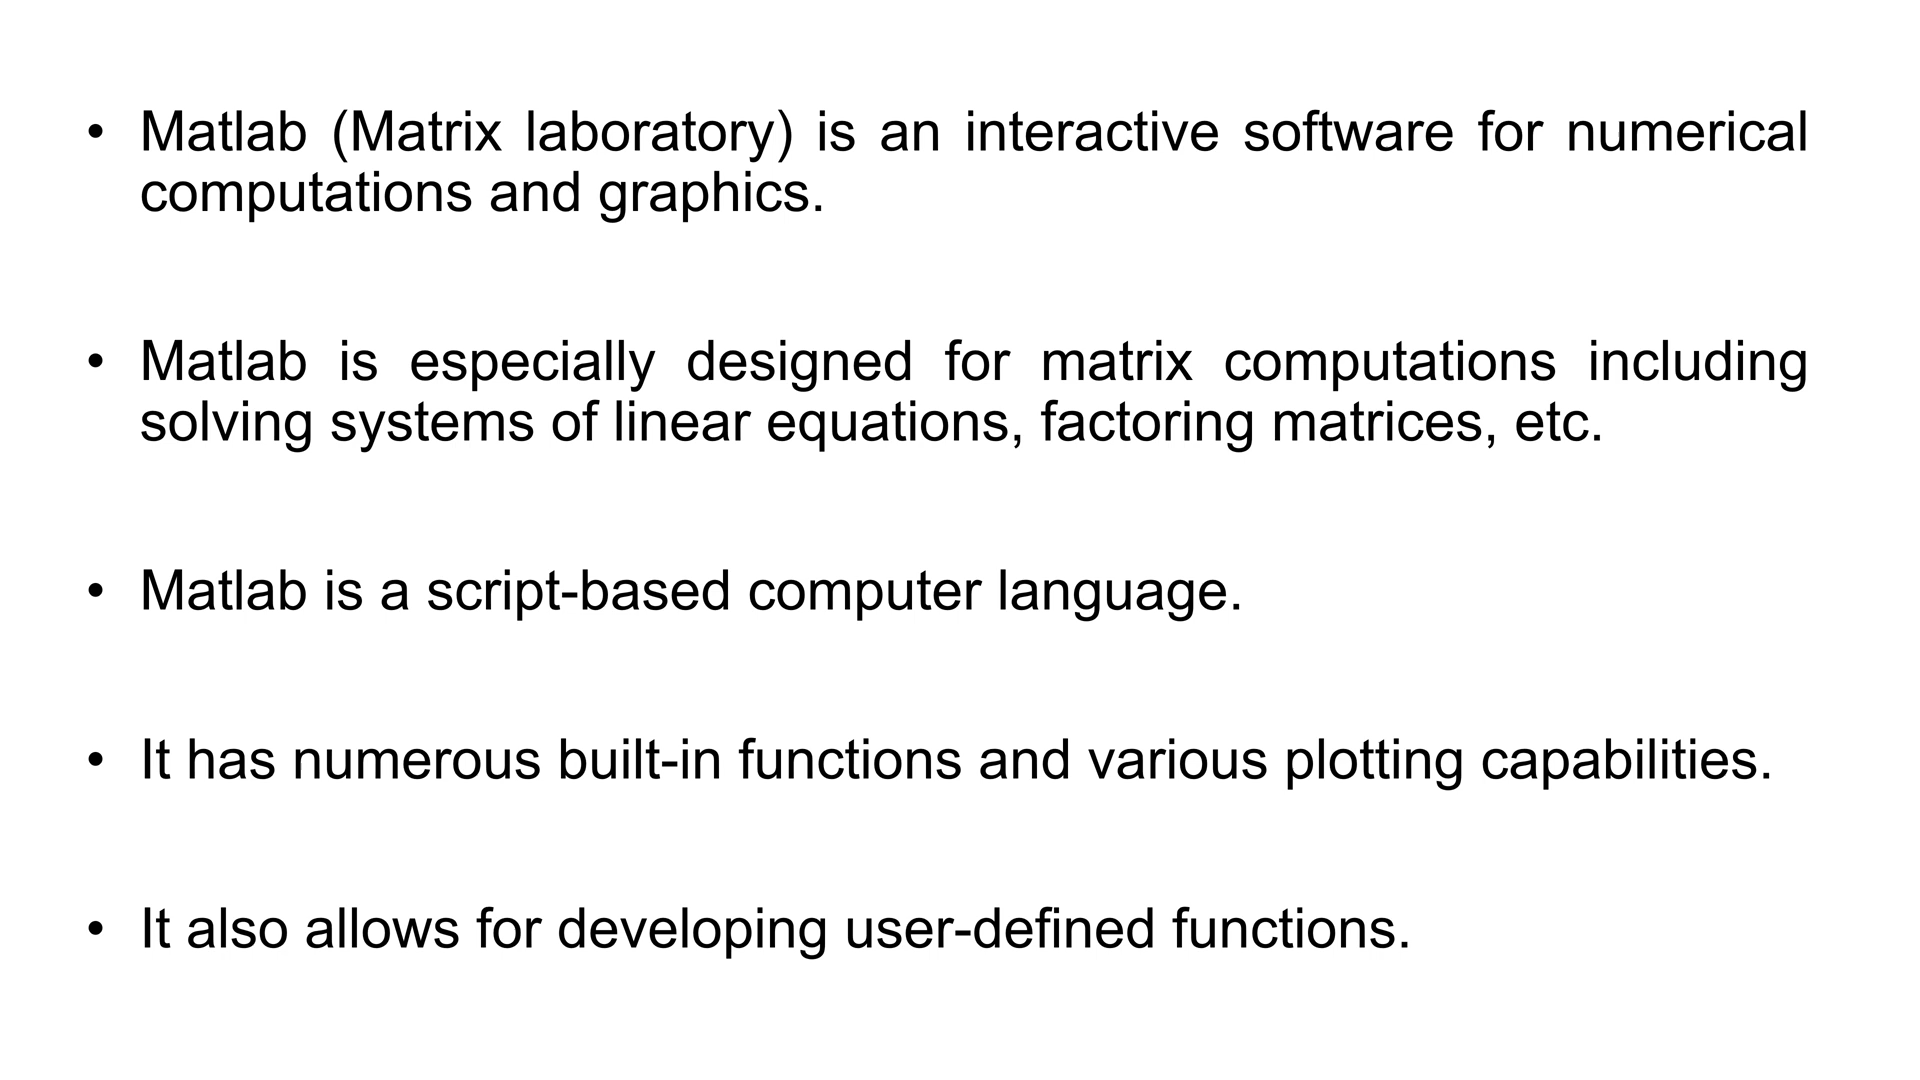 • Matlab (Matrix laboratory) is an interactive software for numerical
computations and graphics.
• Matlab is especially designed for matrix computations including
solving systems of linear equations, factoring matrices, etc.
• Matlab is a script-based computer language.
• It has numerous built-in functions and various plotting capabilities.
• It also allows for developing user-defined functions.